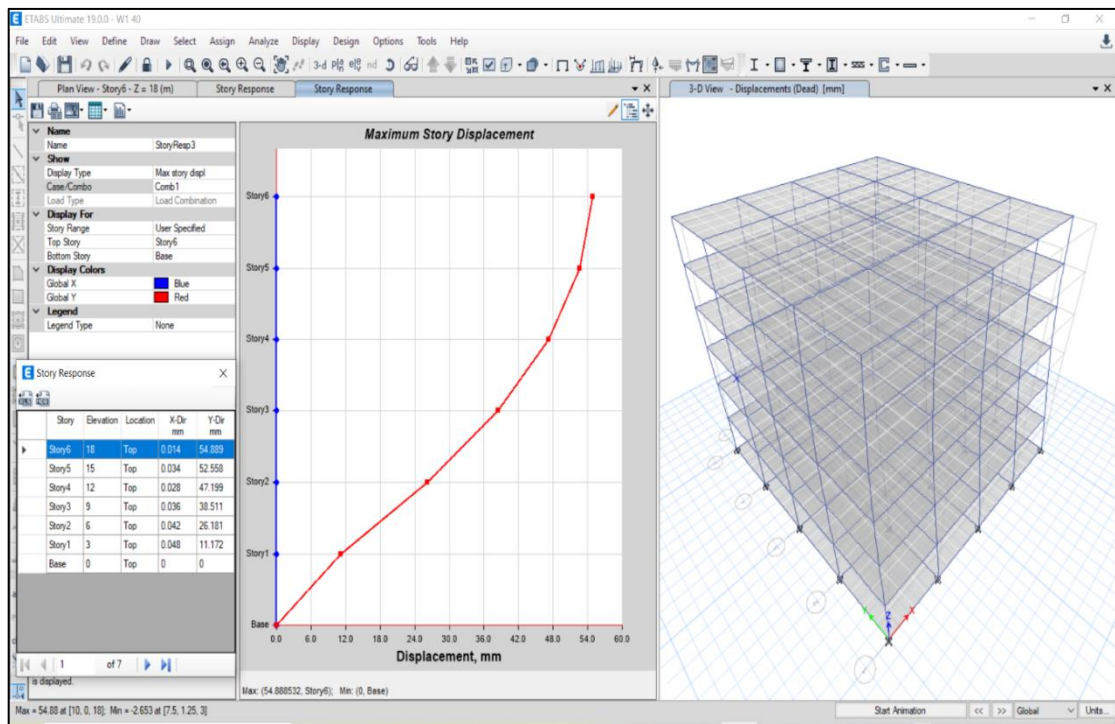 ETABS Ultimate 19.0.0 - W1 40
File Edit View Define Draw Select Assign Analyze Display Design Options Tools Help
3-d
nd
Plan View - Story6 - Z = 18 (m) Story Response Story Response
3-D View - Displacements (Dead) [mm]
Name
Name StoryResp3
Show
Display Type Max story displ
Case/Combo Comb1
Load Type Load Combination
Display For
Story Range User Specified
Top Story Story6
Bottom Story Base
Display Colors
Global X Blue
Global Y Red
Legend
Legend Type None
Story Response
Story Elevation Location X-Dir Y-Dir
mm mm
Story6 18 Top 0.014 54.889
Story5 15 Top 0.034 52.558
Story4 12 Top 0.028 47.199
Story3 9 Top 0.036 38.511
Story2 6 Top 0.042 26.181
Story1 3 Top 0.048 11.172
Base 0 Top 0 0
1 of 7
is displayed.
Maximum Story Displacement
Story6
Story5
Story4
Story3
Story2
Story1
Base
0.0 6.0 12.0 18.0 24.0 30.0 36.0 42.0 48.0 54.0 60.0
Displacement, mm
Max: (54.888532, Story6); Min: (0, Base)
Z
Y X
Max = 54.88 at [10, 0, 18]; Min = -2.653 at [7.5, 1.25, 3]
Start Animation << >> Global Units...